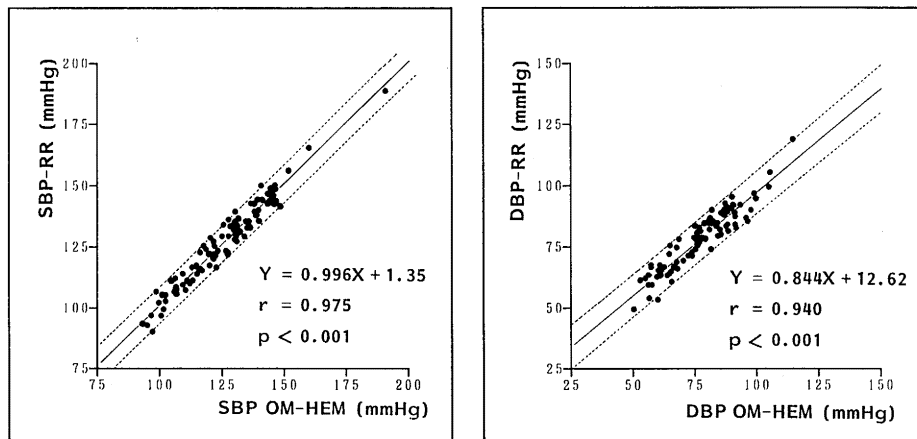 SBP-RR (mmHg)
200
175
150
125
100
75
75
100
125
150
175
200
SBP OM-HEM (mmHg)
Y = 0.996X + 1.35
r = 0.975
p < 0.001
DBP-RR (mmHg)
150
125
100
75
50
25
25
50
75
100
125
150
DBP OM-HEM (mmHg)
Y = 0.844X + 12.62
r = 0.940
p < 0.001